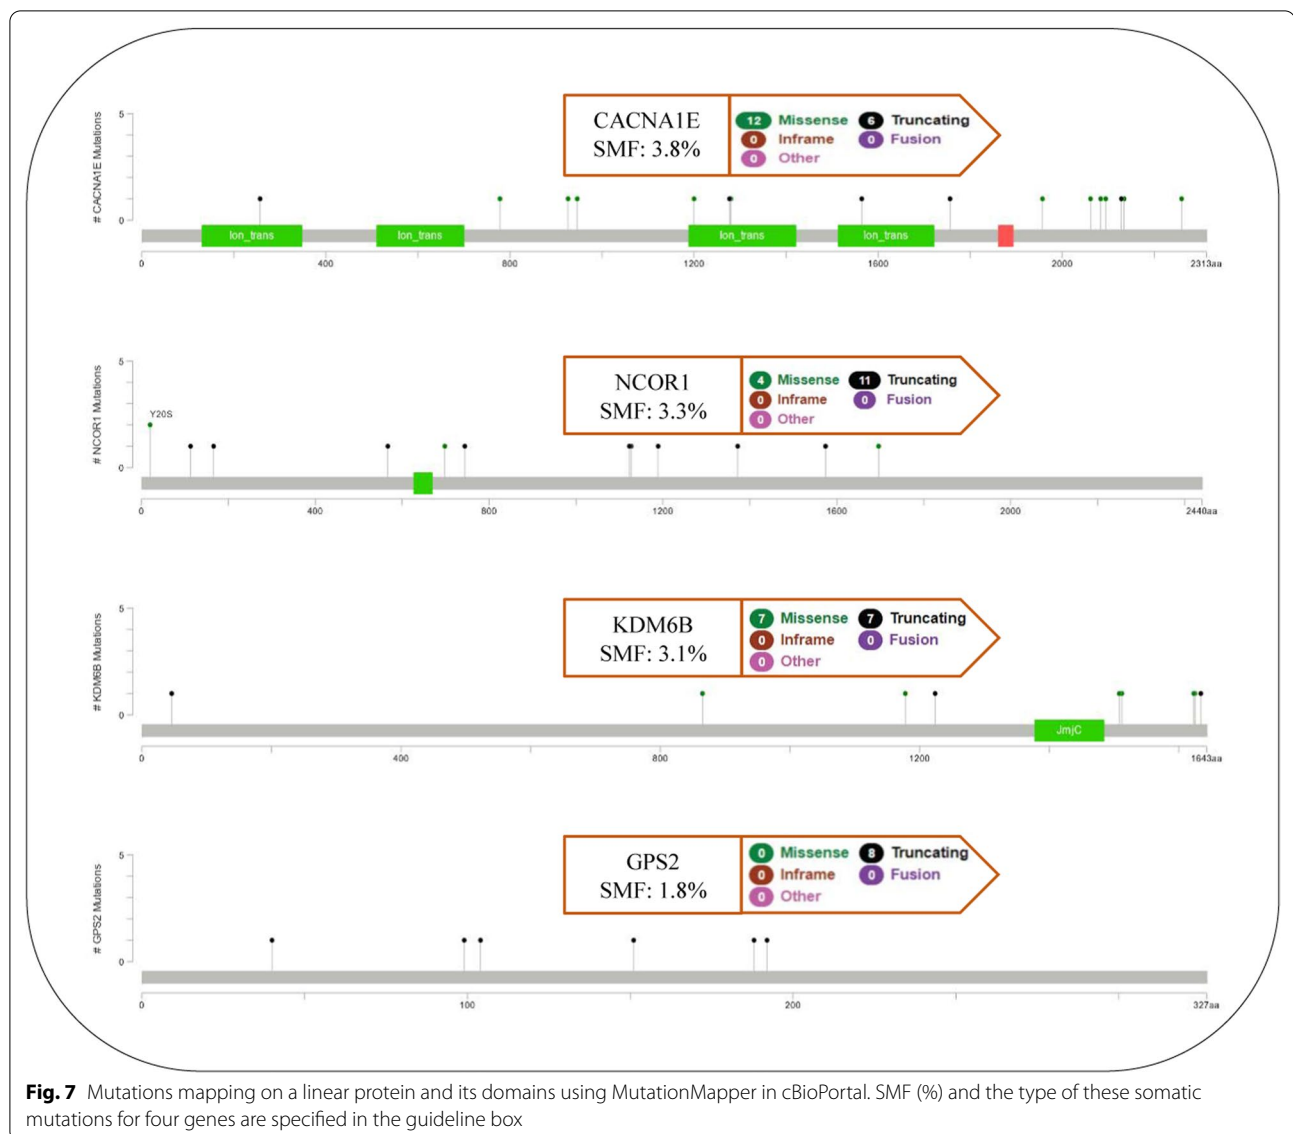 CACNA1E
SMF: 3.8%
12 Missense 6 Truncating
0 Inframe 0 Fusion
0 Other
# CACNA1E Mutations
5
0
Ion_trans Ion_trans Ion_trans Ion_trans
0 400 800 1200 1600 2000 2313aa
NCOR1
SMF: 3.3%
4 Missense 11 Truncating
0 Inframe 0 Fusion
0 Other
# NCOR1 Mutations
5
Y20S
0
0 400 800 1200 1600 2000 2440aa
KDM6B
SMF: 3.1%
7 Missense 7 Truncating
0 Inframe 0 Fusion
0 Other
# KDM6B Mutations
5
0
JmjC
0 400 800 1200 1643aa
GPS2
SMF: 1.8%
0 Missense 8 Truncating
0 Inframe 0 Fusion
0 Other
# GPS2 Mutations
5
0
0 100 200 327aa
Fig. 7 Mutations mapping on a linear protein and its domains using MutationMapper in cBioPortal. SMF (%) and the type of these somatic
mutations for four genes are specified in the guideline box